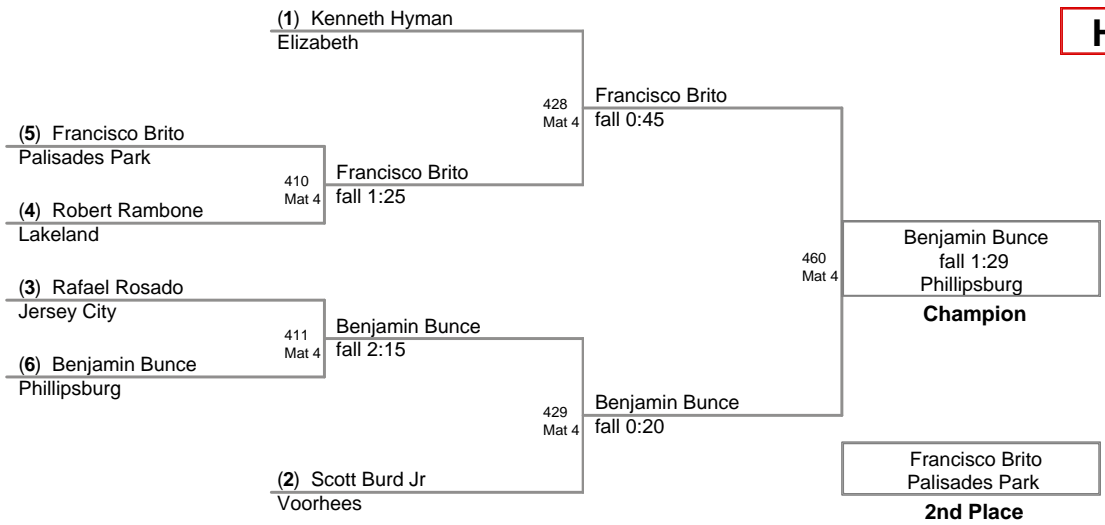 (1) Kenneth Hyman
Elizabeth
H
428
Mat 4
Francisco Brito
fall 0:45
(5) Francisco Brito
Palisades Park
410
Mat 4
Francisco Brito
fall 1:25
(4) Robert Rambone
Lakeland
460
Mat 4
Benjamin Bunce
fall 1:29
Phillipsburg
Champion
(3) Rafael Rosado
Jersey City
411
Mat 4
Benjamin Bunce
fall 2:15
(6) Benjamin Bunce
Phillipsburg
429
Mat 4
Benjamin Bunce
fall 0:20
(2) Scott Burd Jr
Voorhees
Francisco Brito
Palisades Park
2nd Place